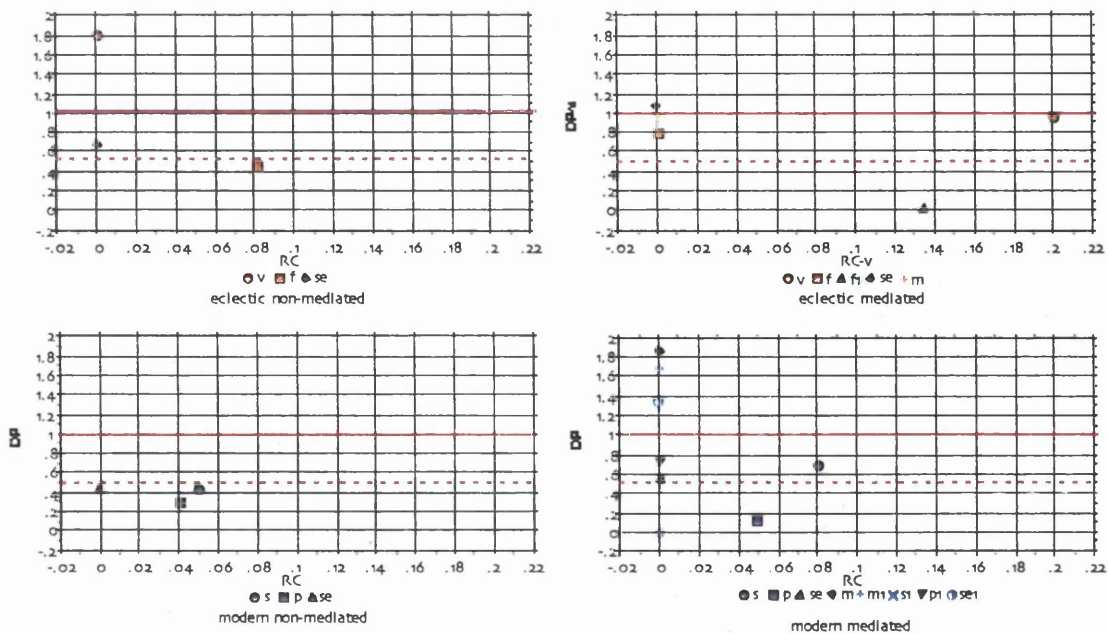 1.8
1.6
1.4
1.2
1
.8
.6
.4
.2
0
-.2
-.02 0 .02 .04 .06 .08 .1 .12 .14 .16 .18 .2 .22
RC
v f se
eclectic non-mediated
2
1.8
1.6
1.4
1.2
1
.8
.6
.4
.2
0
-.2
-.02 0 .02 .04 .06 .08 .1 .12 .14 .16 .18 .2 .22
RC-v
v f f1 se m
eclectic mediated
DP
2
1.8
1.6
1.4
1.2
1
.8
.6
.4
.2
0
-.2
-.02 0 .02 .04 .06 .08 .1 .12 .14 .16 .18 .2 .22
RC
s p se
modern non-mediated
DP
2
1.8
1.6
1.4
1.2
1
.8
.6
.4
.2
0
-.2
-.02 0 .02 .04 .06 .08 .1 .12 .14 .16 .18 .2 .22
RC
s p se m m1 s1 p1 se1
modern mediated